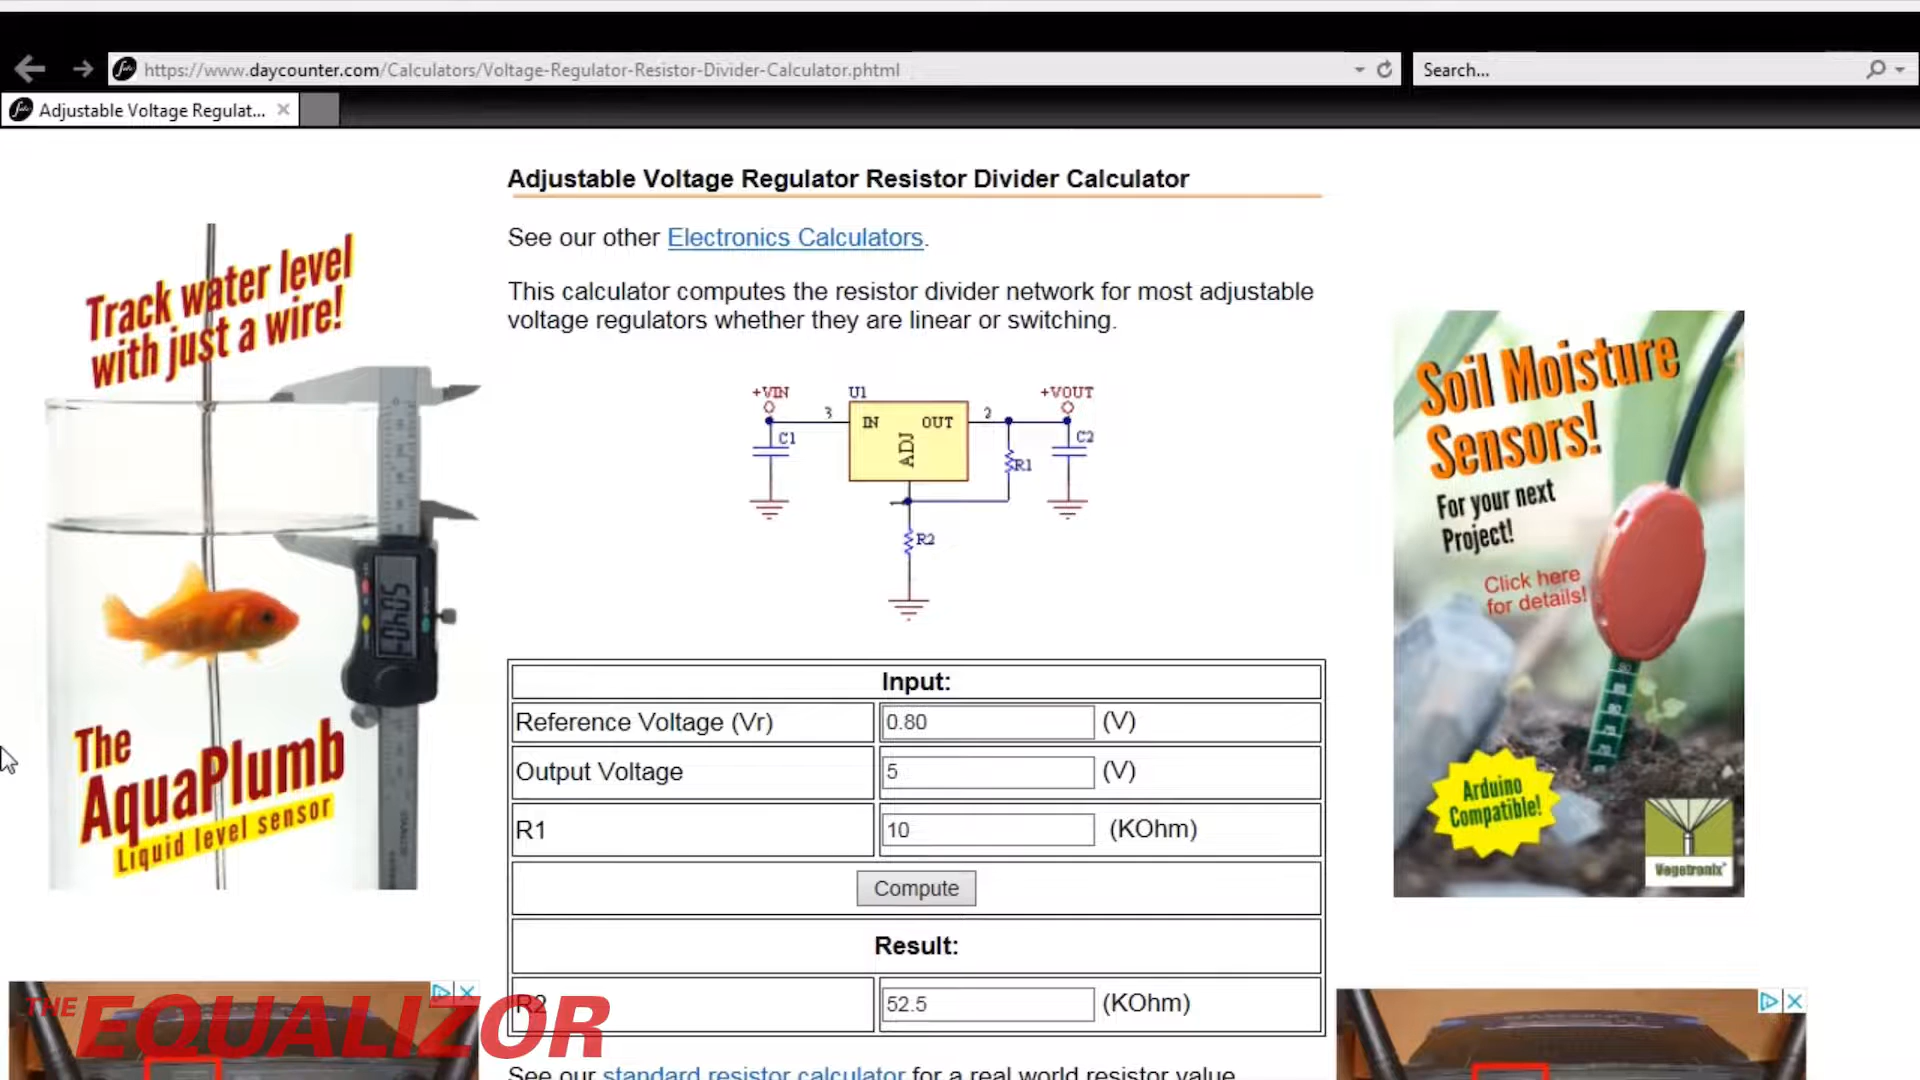 https://www.daycounter.com/Calculators/Voltage-Regulator-Resistor-Divider-Calculator.phtml
Search...
Adjustable Voltage Regulat...
Adjustable Voltage Regulator Resistor Divider Calculator
See our other Electronics Calculators.
This calculator computes the resistor divider network for most adjustable
voltage regulators whether they are linear or switching.
+VIN
U1
+VOUT
3
IN
OUT
2
C1
ADJ
R1
C2
R2
Input:
Reference Voltage (Vr) 0.80 (V)
Output Voltage 5 (V)
R1 10 (KOhm)
Compute
Result:
R2 52.5 (KOhm)
See our standard resistor calculator for a real world resistor value
Track water level
with just a wire!
The
AquaPlumb
Liquid level sensor
Soil Moisture
Sensors!
For your next
Project!
Click here
for details!
Arduino
Compatible!
Vegetronix
THE EQUALIZOR